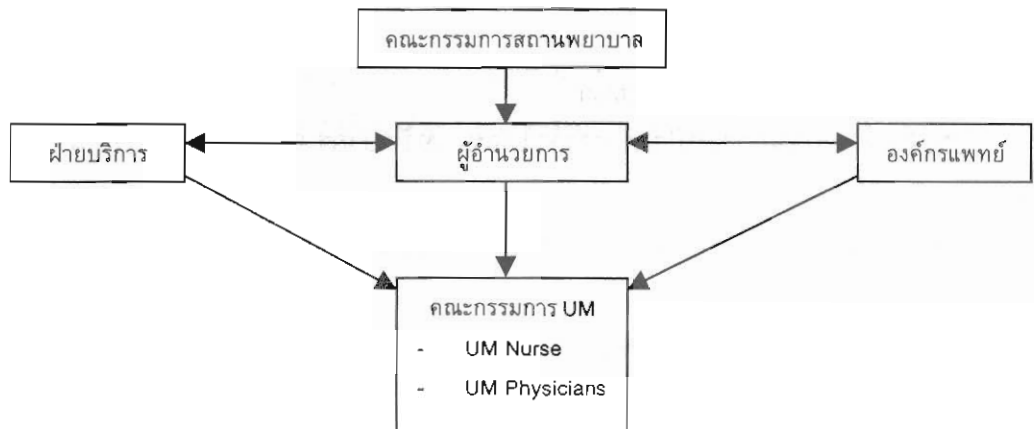 คณะกรรมการสถานพยาบาล
ฝ่ายบริการ
ผู้อำนวยการ
องค์กรแพทย์
คณะกรรมการ UM
- UM Nurse
- UM Physicians